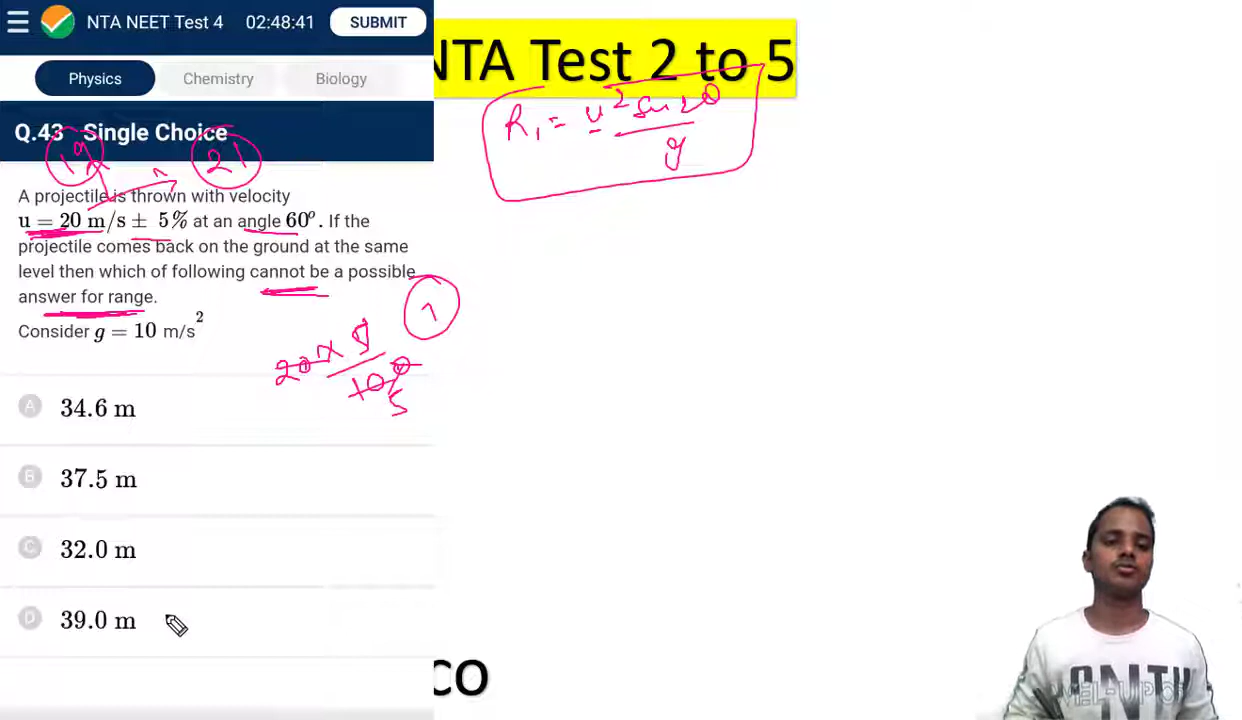 NTA NEET Test 4 02:48:41 SUBMIT
NTA Test 2 to 5
Physics Chemistry Biology
R₁ = u² sin 2θ / g
Q.43 Single Choice
19 21
A projectile is thrown with velocity
u = 20 m/s ± 5% at an angle 60°. If the
projectile comes back on the ground at the same
level then which of following cannot be a possible
answer for range.
Consider g = 10 m/s²
1
A 34.6 m
B 37.5 m
C 32.0 m
D 39.0 m
co